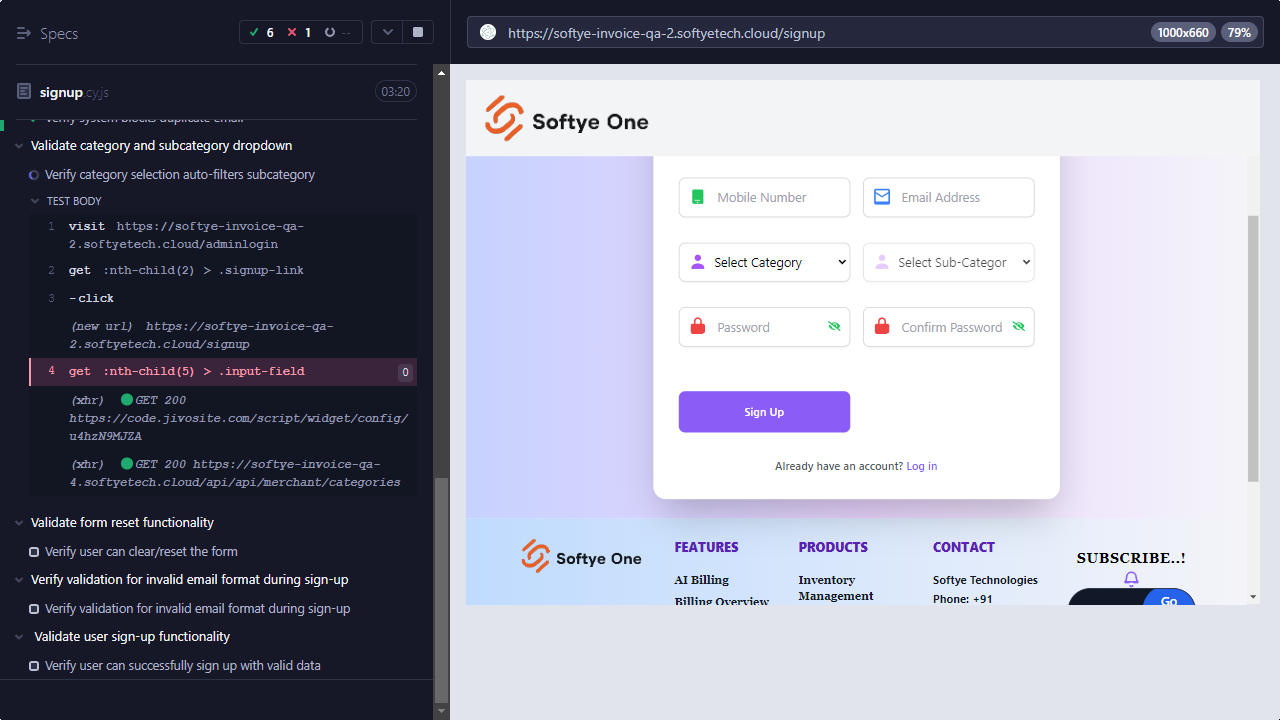 Specs
6
1
--
https://softye-invoice-qa-2.softyetech.cloud/signup
1000x660
79%
signup.cy.js
03:20
Verify system blocks duplicate email
Validate category and subcategory dropdown
Verify category selection auto-filters subcategory
TEST BODY
1 visit https://softye-invoice-qa-
2.softyetech.cloud/adminlogin
2 get :nth-child(2) > .signup-link
3 -click
(new url) https://softye-invoice-qa-
2.softyetech.cloud/signup
4 get :nth-child(5) > .input-field 0
(xhr) GET 200
https://code.jivosite.com/script/widget/config/
u4hzN9MJZA
(xhr) GET 200 https://softye-invoice-qa-
4.softyetech.cloud/api/api/merchant/categories
Validate form reset functionality
Verify user can clear/reset the form
Verify validation for invalid email format during sign-up
Verify validation for invalid email format during sign-up
Validate user sign-up functionality
Verify user can successfully sign up with valid data
Softye One
Mobile Number
Email Address
Select Category
Select Sub-Categor
Password
Confirm Password
Sign Up
Already have an account? Log in
Softye One
FEATURES
AI Billing
Billing Overview
PRODUCTS
Inventory
Management
CONTACT
Softye Technologies
Phone: +91
SUBSCRIBE..!
Go